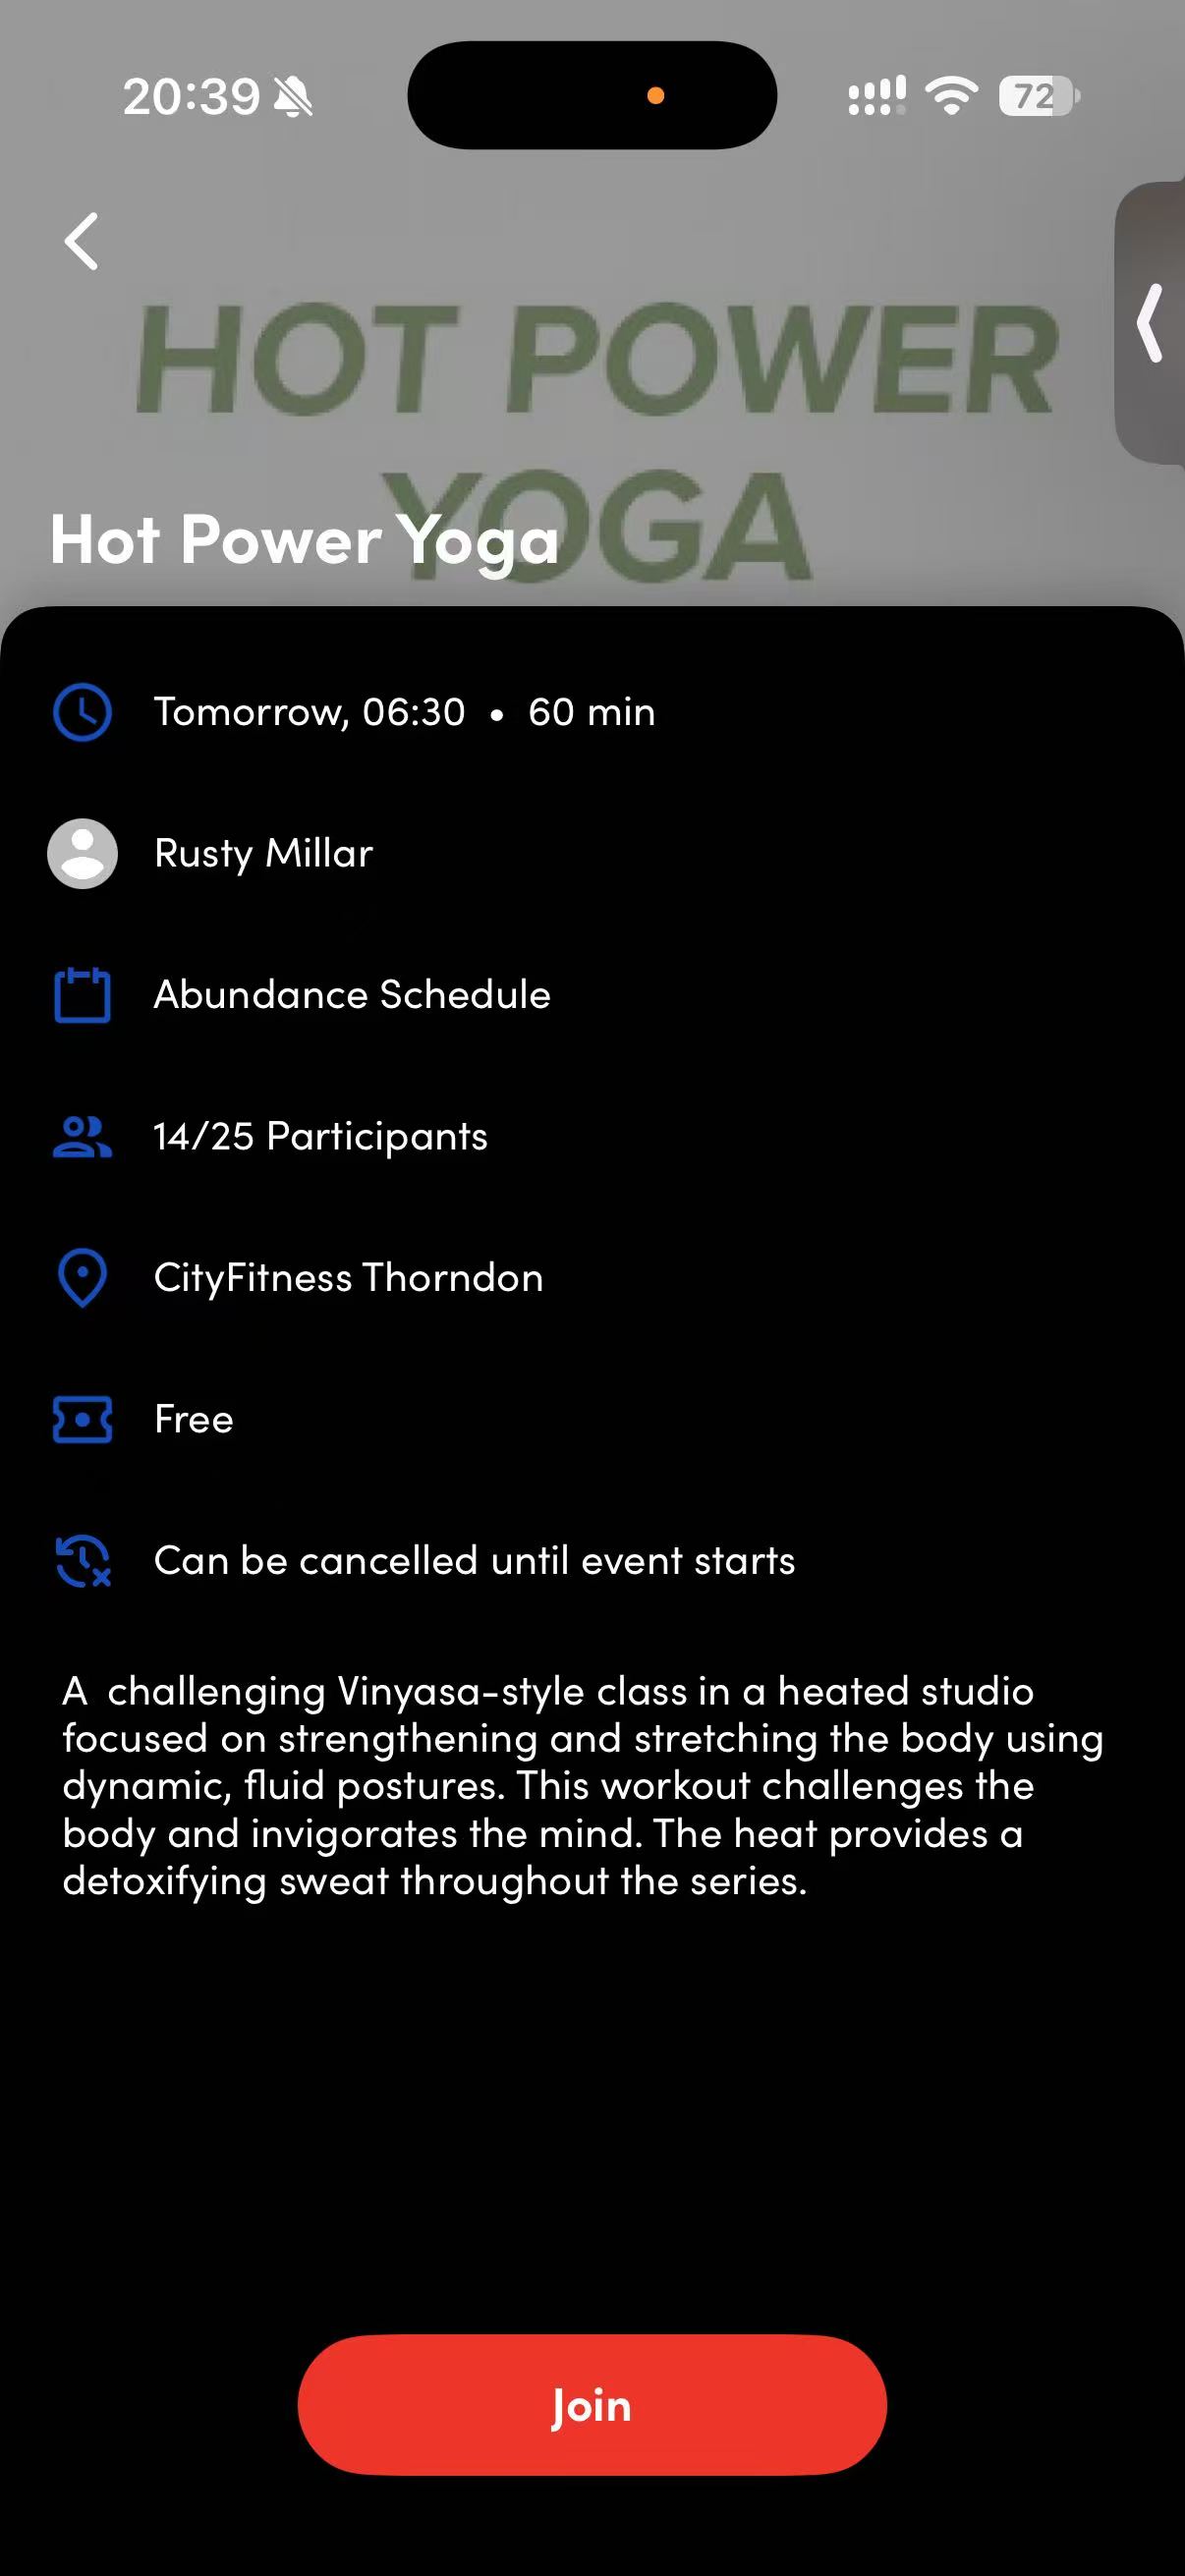 20:39
72
HOT POWER
YOGA
Hot Power Yoga
Tomorrow, 06:30 • 60 min
Rusty Millar
Abundance Schedule
14/25 Participants
CityFitness Thorndon
Free
Can be cancelled until event starts
A  challenging Vinyasa-style class in a heated studio
focused on strengthening and stretching the body using
dynamic, fluid postures. This workout challenges the
body and invigorates the mind. The heat provides a
detoxifying sweat throughout the series.
Join